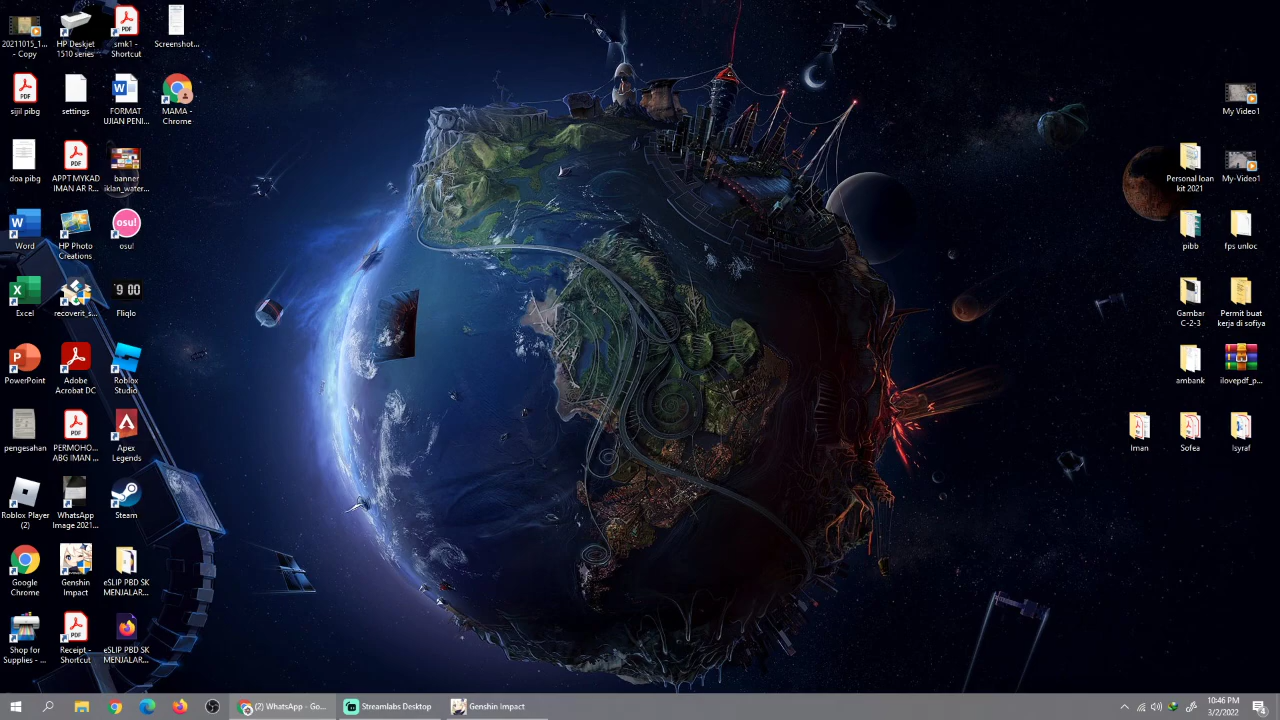 20211015_1...
- Copy
HP Deskjet
1510 series
smk1 -
Shortcut
Screenshot...
sijil pibg
settings
FORMAT
UJIAN PENI...
MAMA -
Chrome
doa pibg
APPT MYKAD
IMAN AR R...
banner
iklan_water...
Word
HP Photo
Creations
osu!
osu!
Excel
recoverit_s...
9 00
Fliqlo
PowerPoint
Adobe
Acrobat DC
Roblox
Studio
pengesahan
PERMOHO...
ABG IMAN ...
Apex
Legends
Roblox Player
(2)
WhatsApp
Image 2021...
Steam
Google
Chrome
Genshin
Impact
eSLIP PBD SK
MENJALAR...
Shop for
Supplies - ...
Receipt -
Shortcut
eSLIP PBD SK
MENJALAR...
My Video1
Personal loan
kit 2021
My-Video1
pibb
fps unloc
Gambar
C-2-3
Permit buat
kerja di sofiya
ambank
ilovepdf_p...
Iman
Sofea
Isyraf
(2) WhatsApp - Go...
Streamlabs Desktop
Genshin Impact
10:46 PM
3/2/2022